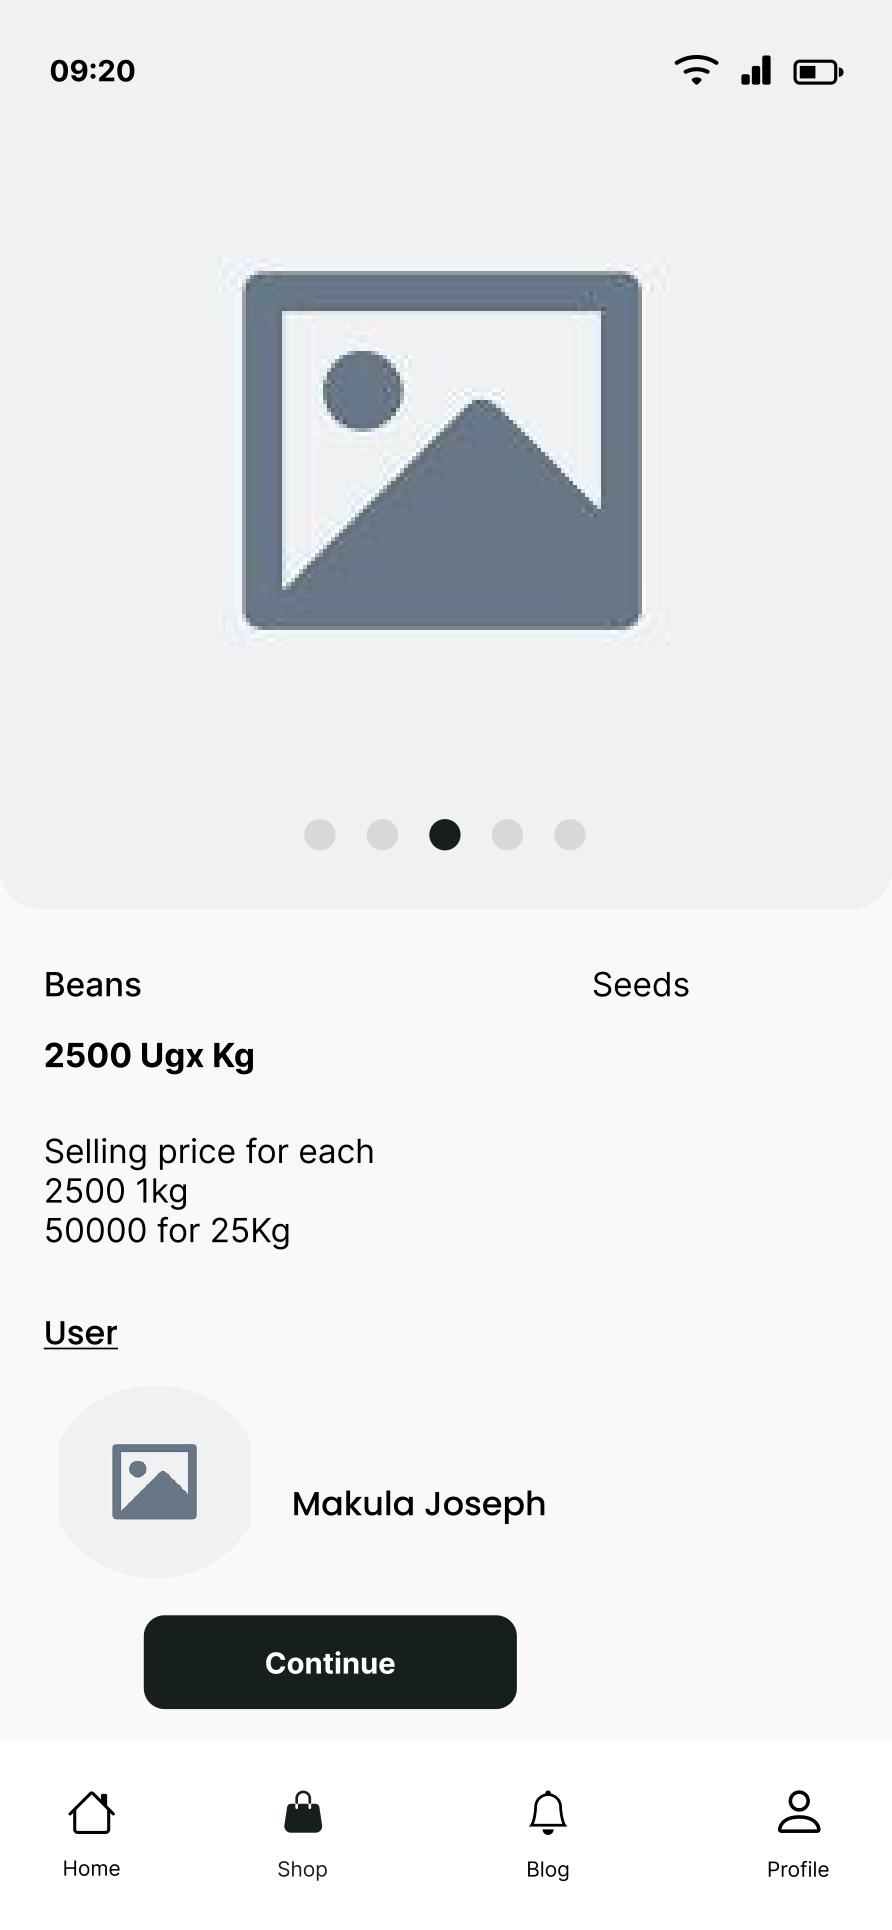 09:20
Beans
Seeds
2500 Ugx Kg
Selling price for each
2500 1kg
50000 for 25Kg
User
Makula Joseph
Continue
Home
Shop
Blog
Profile